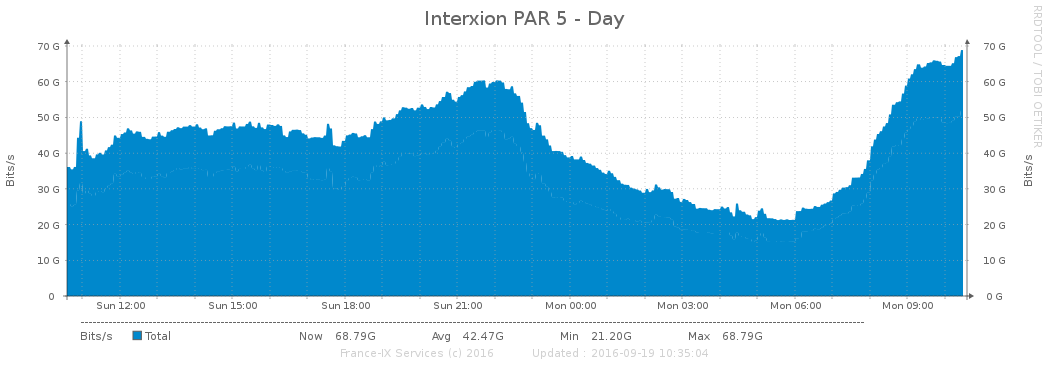 Interxion PAR 5 - Day
RRDTOOL / TOBI OETIKER
Bits/s
70 G
60 G
50 G
40 G
30 G
20 G
10 G
0
70 G
60 G
50 G
40 G
30 G
20 G
10 G
0 G
Bits/s
Sun 12:00 Sun 15:00 Sun 18:00 Sun 21:00 Mon 00:00 Mon 03:00 Mon 06:00 Mon 09:00
Bits/s Total Now 68.79G Avg 42.47G Min 21.20G Max 68.79G
France-IX Services (c) 2016 Updated : 2016-09-19 10:35:04